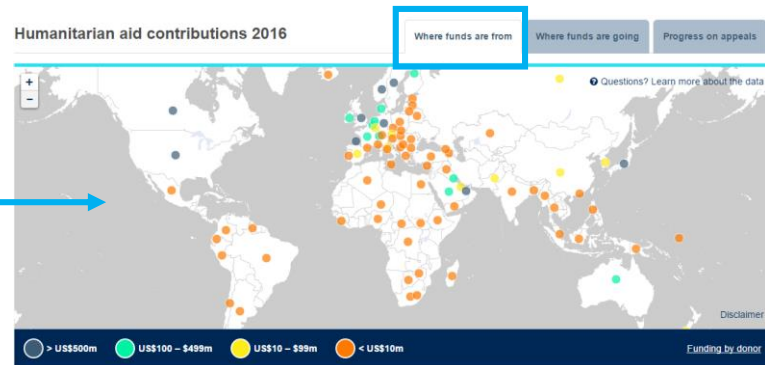 Humanitarian aid contributions 2016
Where funds are from
Where funds are going
Progress on appeals
+
−
? Questions? Learn more about the data
Disclaimer
> US$500m
US$100 – $499m
US$10 – $99m
< US$10m
Funding by donor